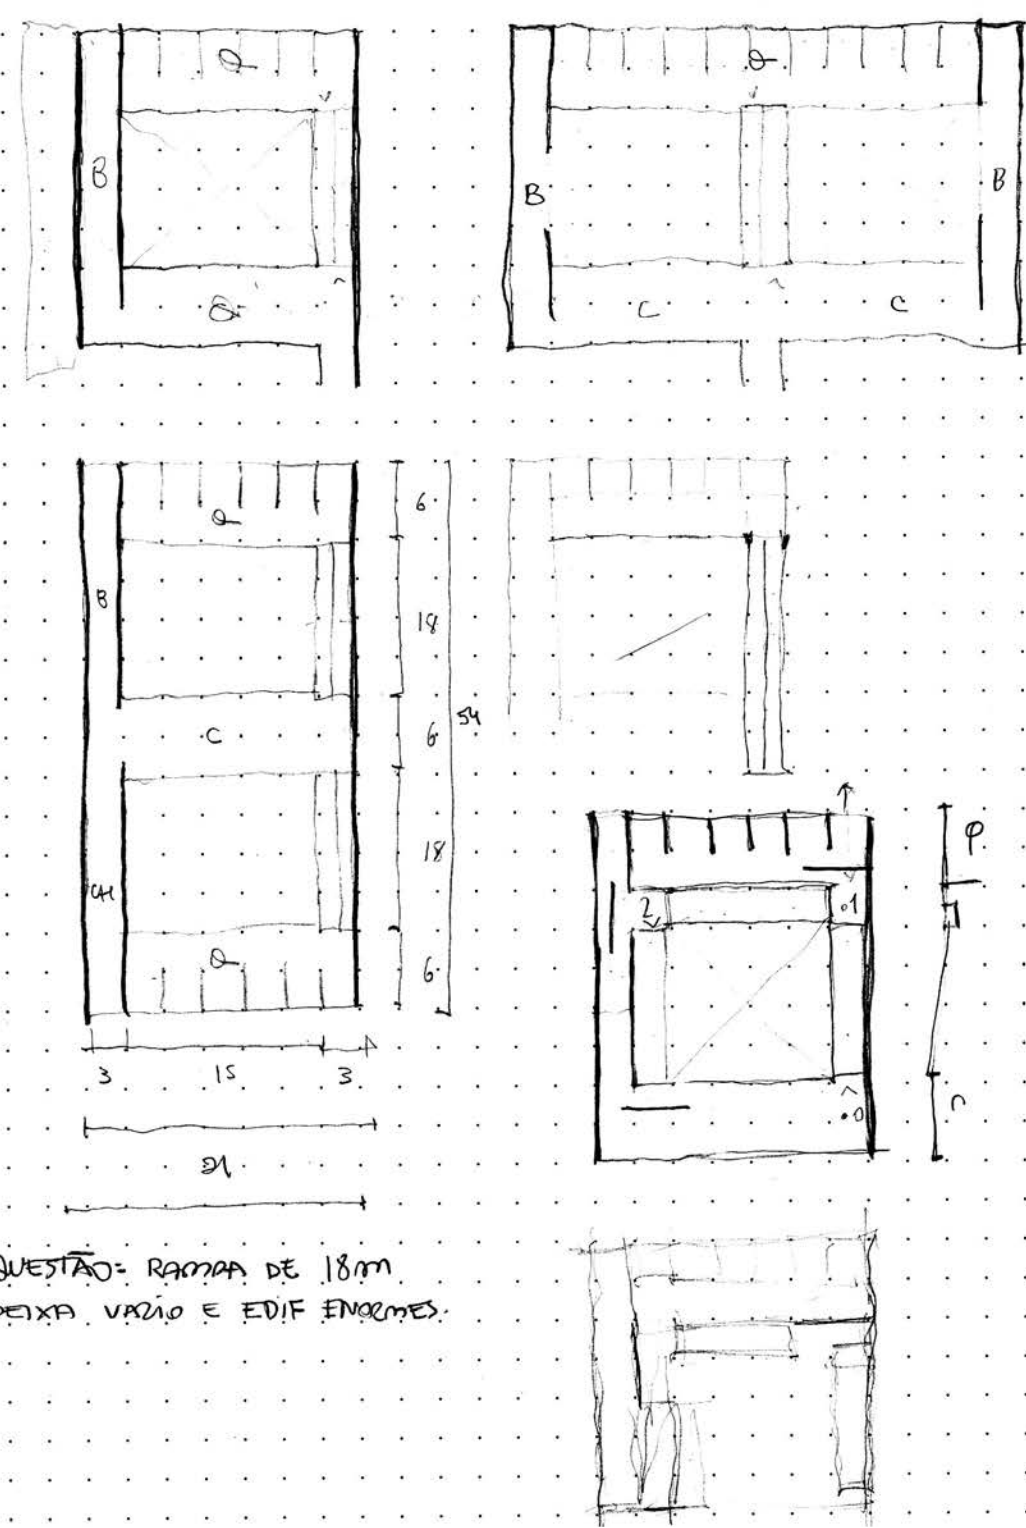 Q
B
Q
Q
B
B
C
C
Q
6
B
18
C
6
54
18
CH
Q
6
3 15 3
21
P
2
.1
.0
QUESTÃO= RAMPA DE 18m
DEIXA VAZIO E EDIF ENORMES.